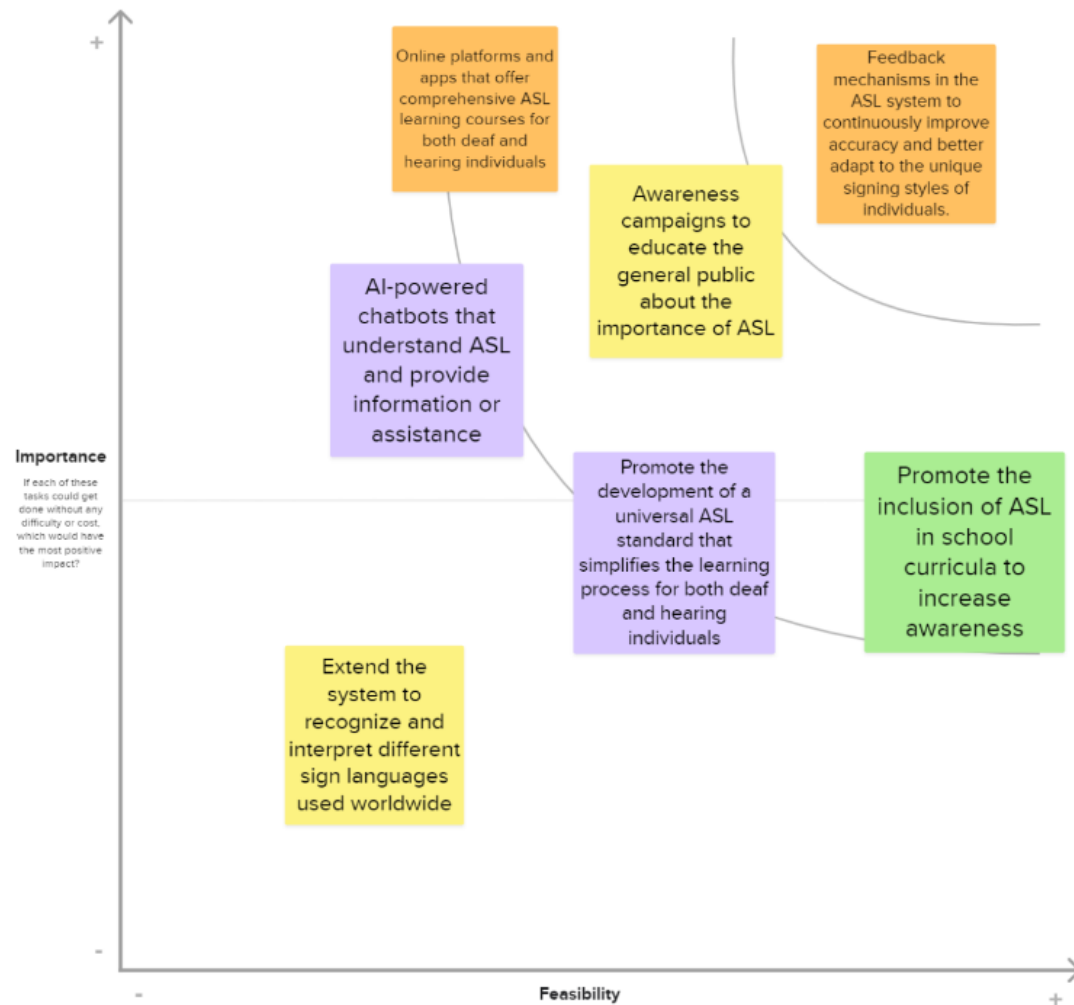 +
Online platforms and
apps that offer
comprehensive ASL
learning courses for
both deaf and
hearing individuals
Feedback
mechanisms in the
ASL system to
continuously improve
accuracy and better
adapt to the unique
signing styles of
individuals.
Awareness
campaigns to
educate the
general public
about the
importance of ASL
AI-powered
chatbots that
understand ASL
and provide
information or
assistance
Importance
If each of these
tasks could get
done without any
difficulty or cost,
which would have
the most positive
impact?
Promote the
development of a
universal ASL
standard that
simplifies the learning
process for both deaf
and hearing
individuals
Promote the
inclusion of ASL
in school
curricula to
increase
awareness
Extend the
system to
recognize and
interpret different
sign languages
used worldwide
-
-
Feasibility
+